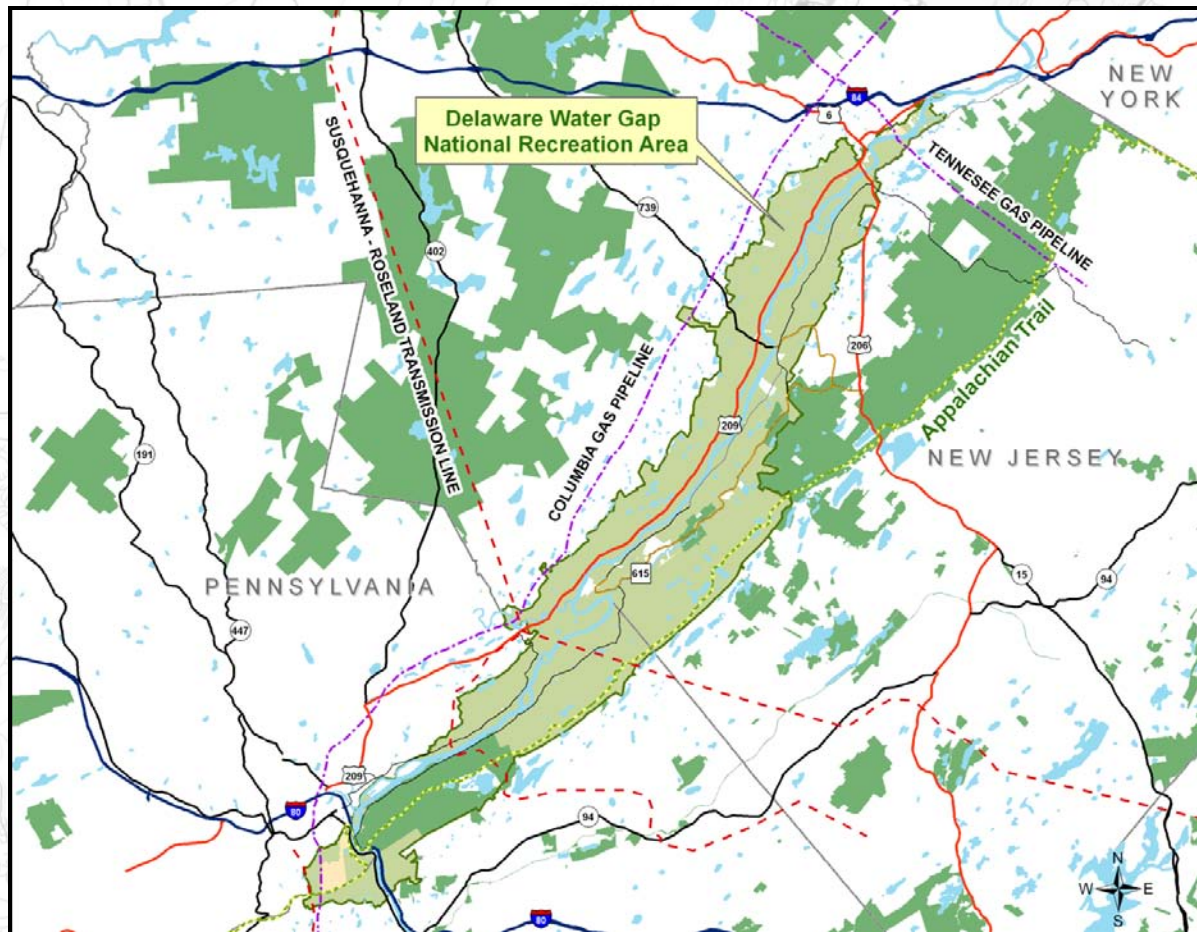 NEW
YORK
84
6
Delaware Water Gap
National Recreation Area
SUSQUEHANNA - ROSELAND TRANSMISSION LINE
TENNESEE GAS PIPELINE
739
402
206
COLUMBIA GAS PIPELINE
Appalachian Trail
209
191
NEW JERSEY
615
15
94
PENNSYLVANIA
447
209
80
94
80
N
W E
S